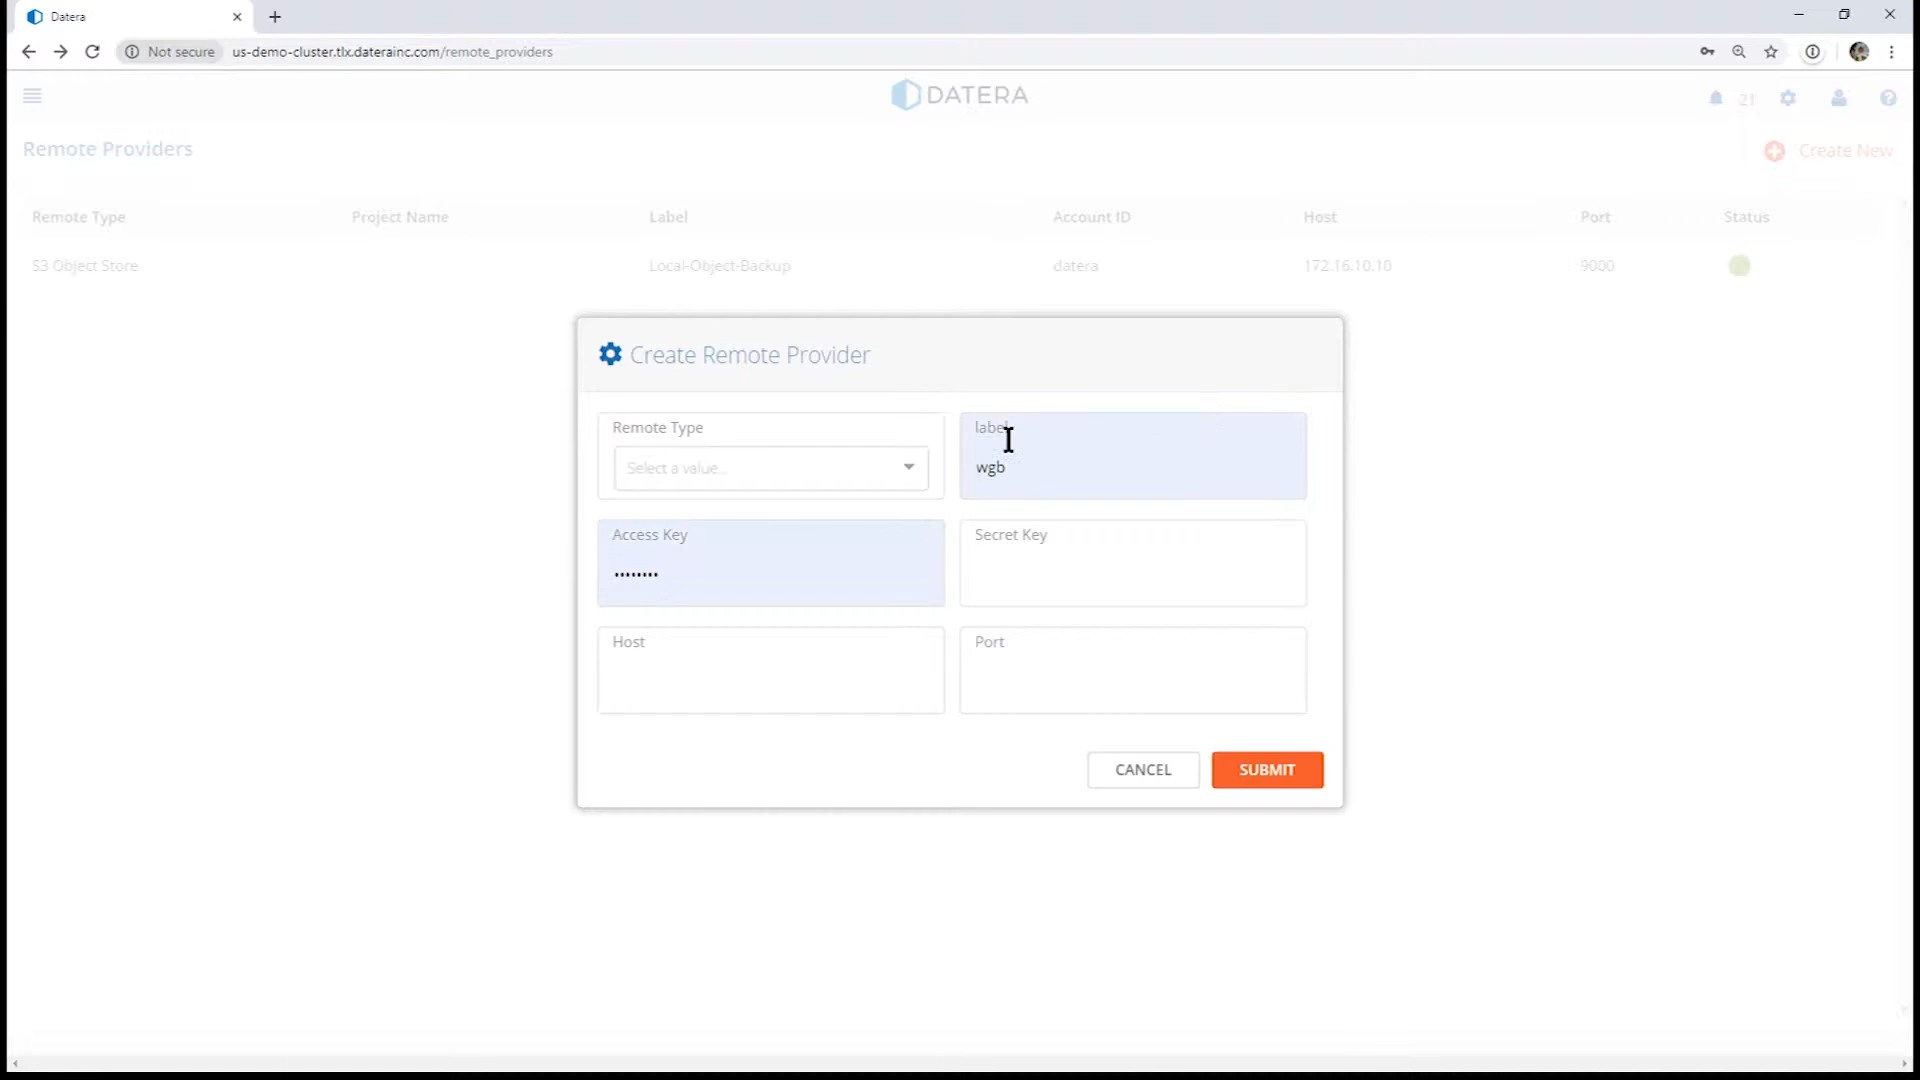 Datera
Not secure us-demo-cluster.tlx.daterainc.com/remote_providers
DATERA
21
Remote Providers
Create New
Remote Type Project Name Label Account ID Host Port Status
S3 Object Store Local-Object-Backup datera 172.16.10.10 9000
Create Remote Provider
Remote Type label
Select a value... wgb
Access Key Secret Key
••••••••
Host Port
CANCEL SUBMIT